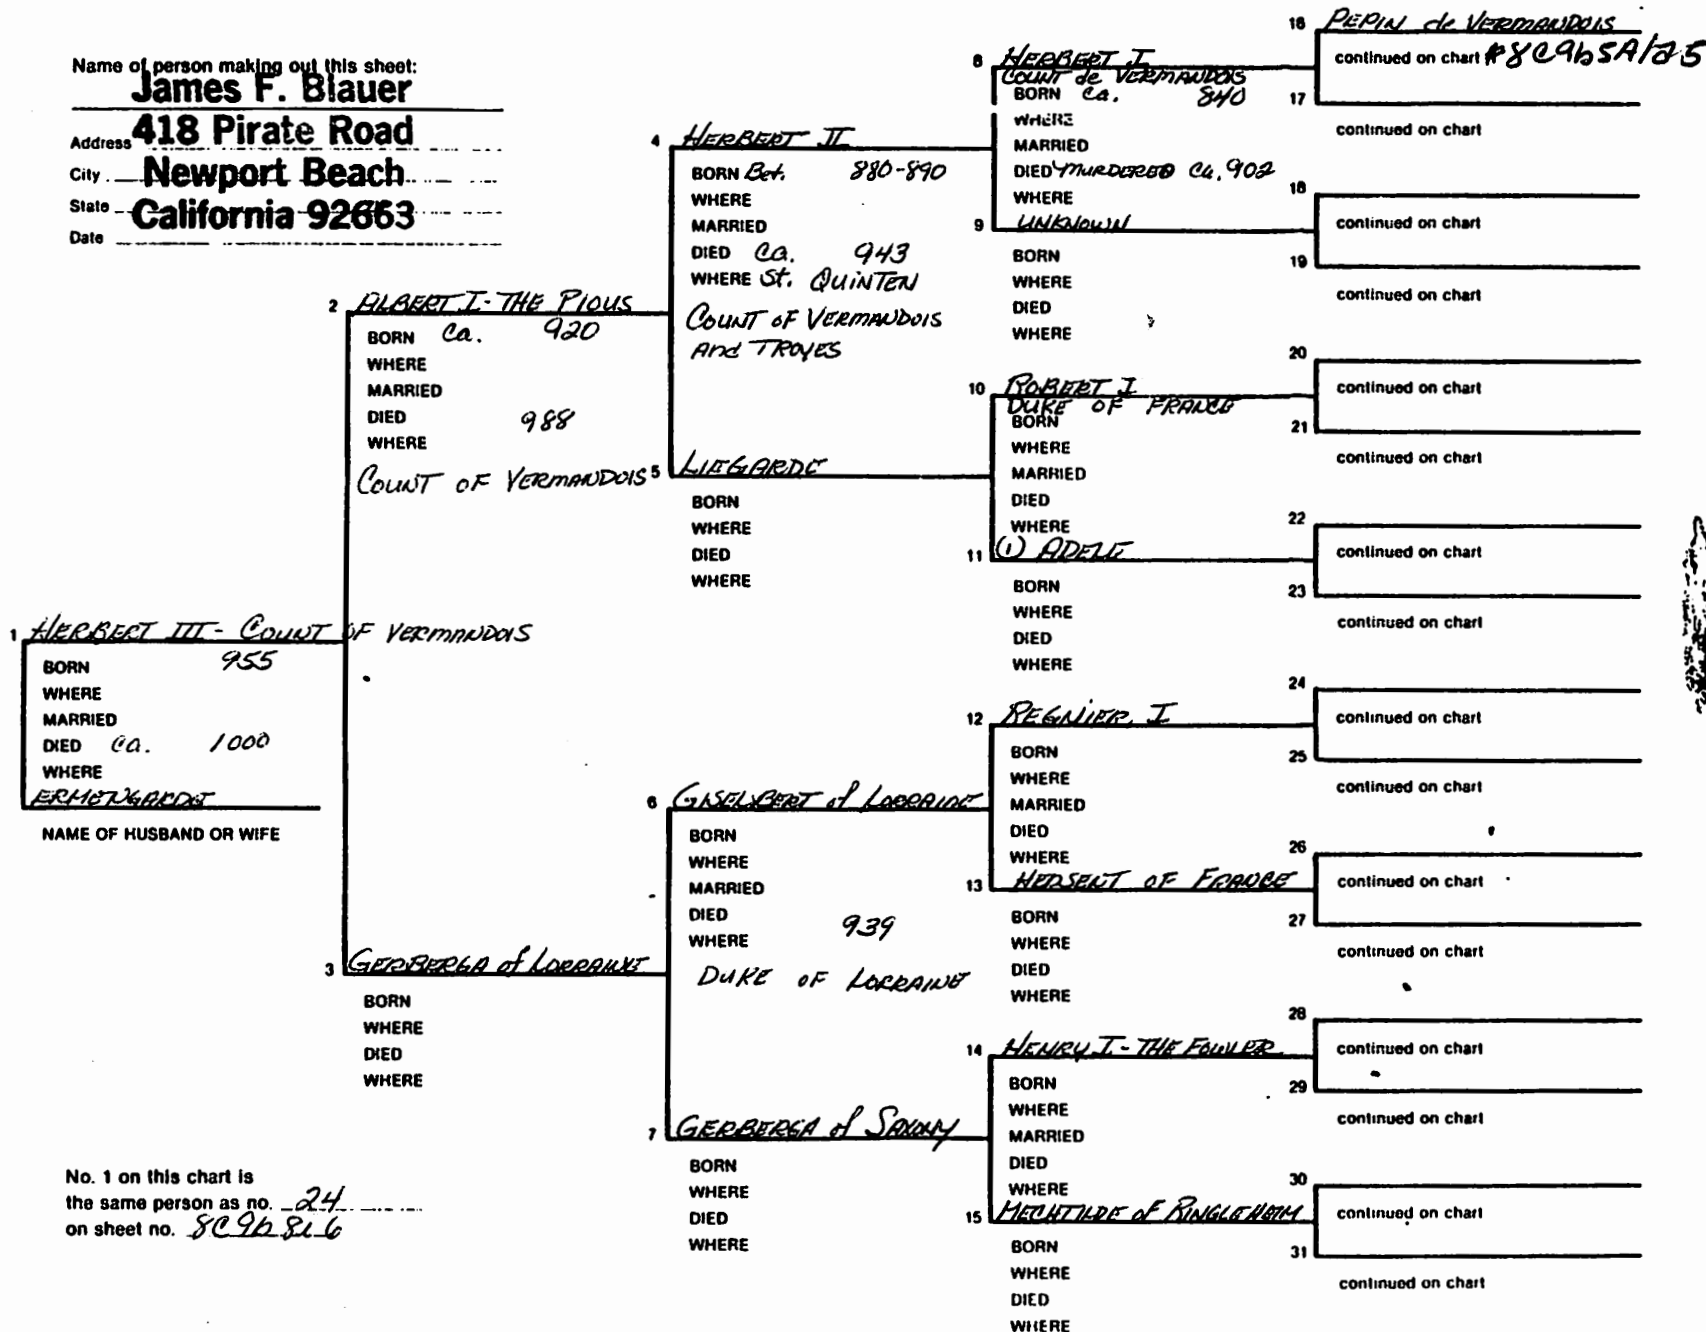 Name of person making out this sheet:
James F. Blauer
Address 418 Pirate Road
City Newport Beach
State California 92663
Date
1 HERBERT III - COUNT OF VERMANDOIS
BORN 955
WHERE
MARRIED
DIED Ca. 1000
WHERE
ERMENGARDE
NAME OF HUSBAND OR WIFE
No. 1 on this chart is
the same person as no. 24
on sheet no.
2 ALBERT I - THE PIOUS
BORN Ca. 920
WHERE
MARRIED
DIED 988
WHERE
COUNT OF VERMANDOIS
3 GERBERGA of LORRAINE
BORN
WHERE
DIED
WHERE
4 HERBERT II
BORN Bet. 880-890
WHERE
MARRIED
DIED Ca. 943
WHERE St. QUINTEN
COUNT OF VERMANDOIS
And TROYES
5 LIEGARDE
BORN
WHERE
DIED
WHERE
6 GISELBERT of LORRAINE
BORN
WHERE
MARRIED
DIED
WHERE 939
DUKE OF LORRAINE
7 GERBERGA of SAXONY
BORN
WHERE
DIED
WHERE
8 HERBERT I
COUNT de VERMANDOIS
BORN Ca. 840
WHERE
MARRIED
DIED MURDERED Ca. 902
WHERE
9 UNKNOWN
BORN
WHERE
DIED
WHERE
10 ROBERT I
DUKE OF FRANCE
BORN
WHERE
MARRIED
DIED
WHERE
11 (1) ADELE
BORN
WHERE
DIED
WHERE
12 REGNIER I
BORN
WHERE
MARRIED
DIED
WHERE
13 HEDSENT OF FRANCE
BORN
WHERE
DIED
WHERE
14 HENRY I - THE FOWLER
BORN
WHERE
MARRIED
DIED
WHERE
15 MECHTILDE of RINGLEHEIM
BORN
WHERE
DIED
WHERE
16 PEPIN de VERMANDOIS
continued on chart #8C9b5A1a5
17
continued on chart
18
continued on chart
19
continued on chart
20
continued on chart
21
continued on chart
22
continued on chart
23
continued on chart
24
continued on chart
25
continued on chart
26
continued on chart
27
continued on chart
28
continued on chart
29
continued on chart
30
continued on chart
31
continued on chart